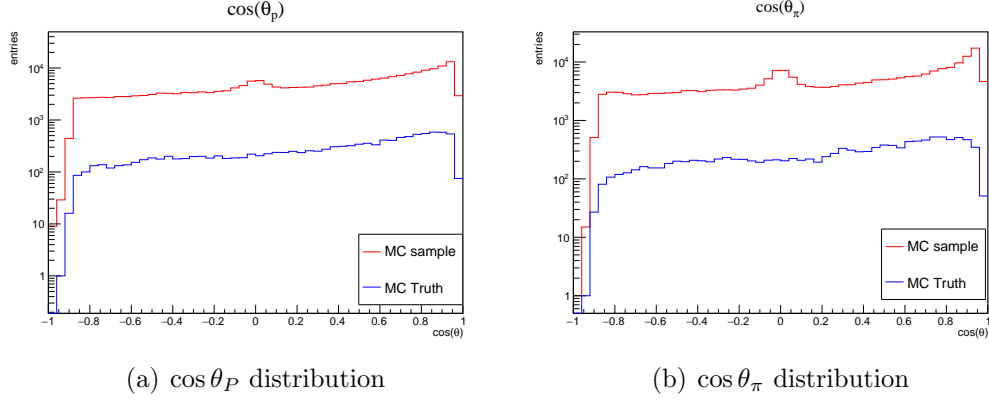 cos(θp)
entries
10⁴
10³
10²
10
1
−1 −0.8 −0.6 −0.4 −0.2 0 0.2 0.4 0.6 0.8 1
cos(θ)
MC sample
MC Truth
(a) cos θP distribution
cos(θπ)
entries
10⁴
10³
10²
10
1
−1 −0.8 −0.6 −0.4 −0.2 0 0.2 0.4 0.6 0.8 1
cos(θ)
MC sample
MC Truth
(b) cos θπ distribution